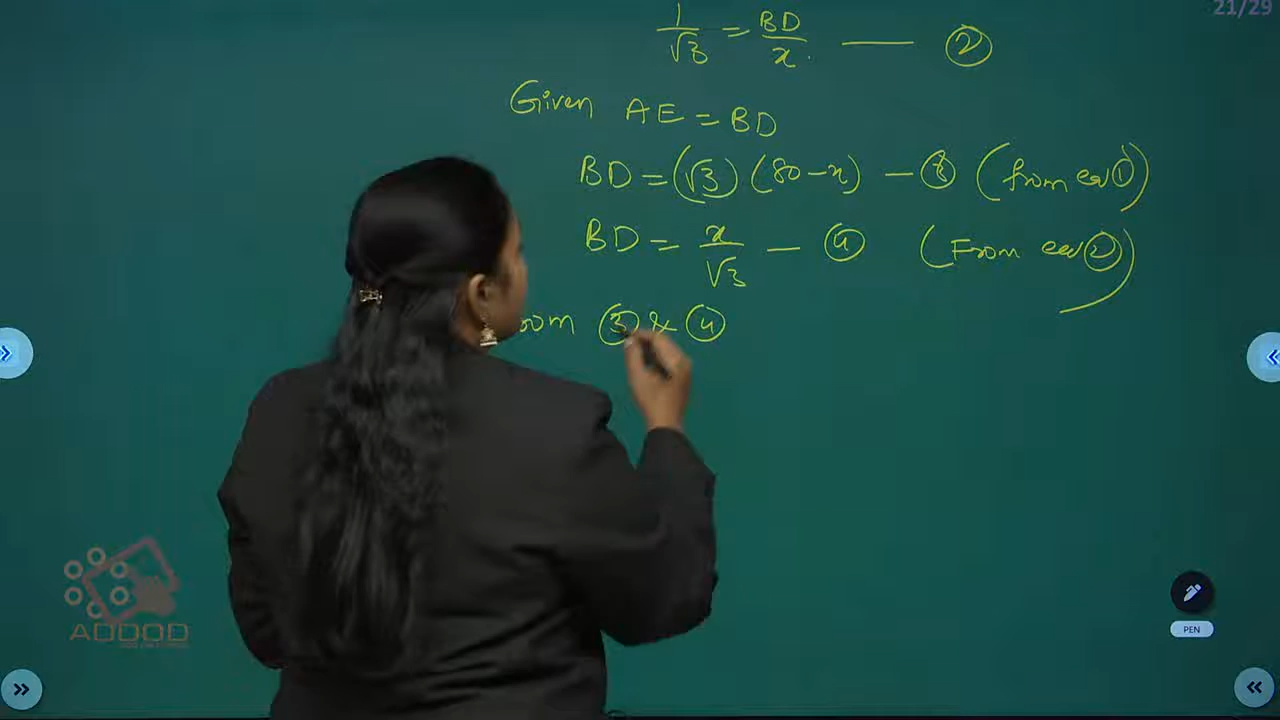 21/29
1/√3 = BD/x — ②
Given AE = BD
BD = (√3) (80 – x) – ③ (from eq ①)
BD = x/√3 – ④ (From eq ②)
③ & ④
ADDOD
PEN